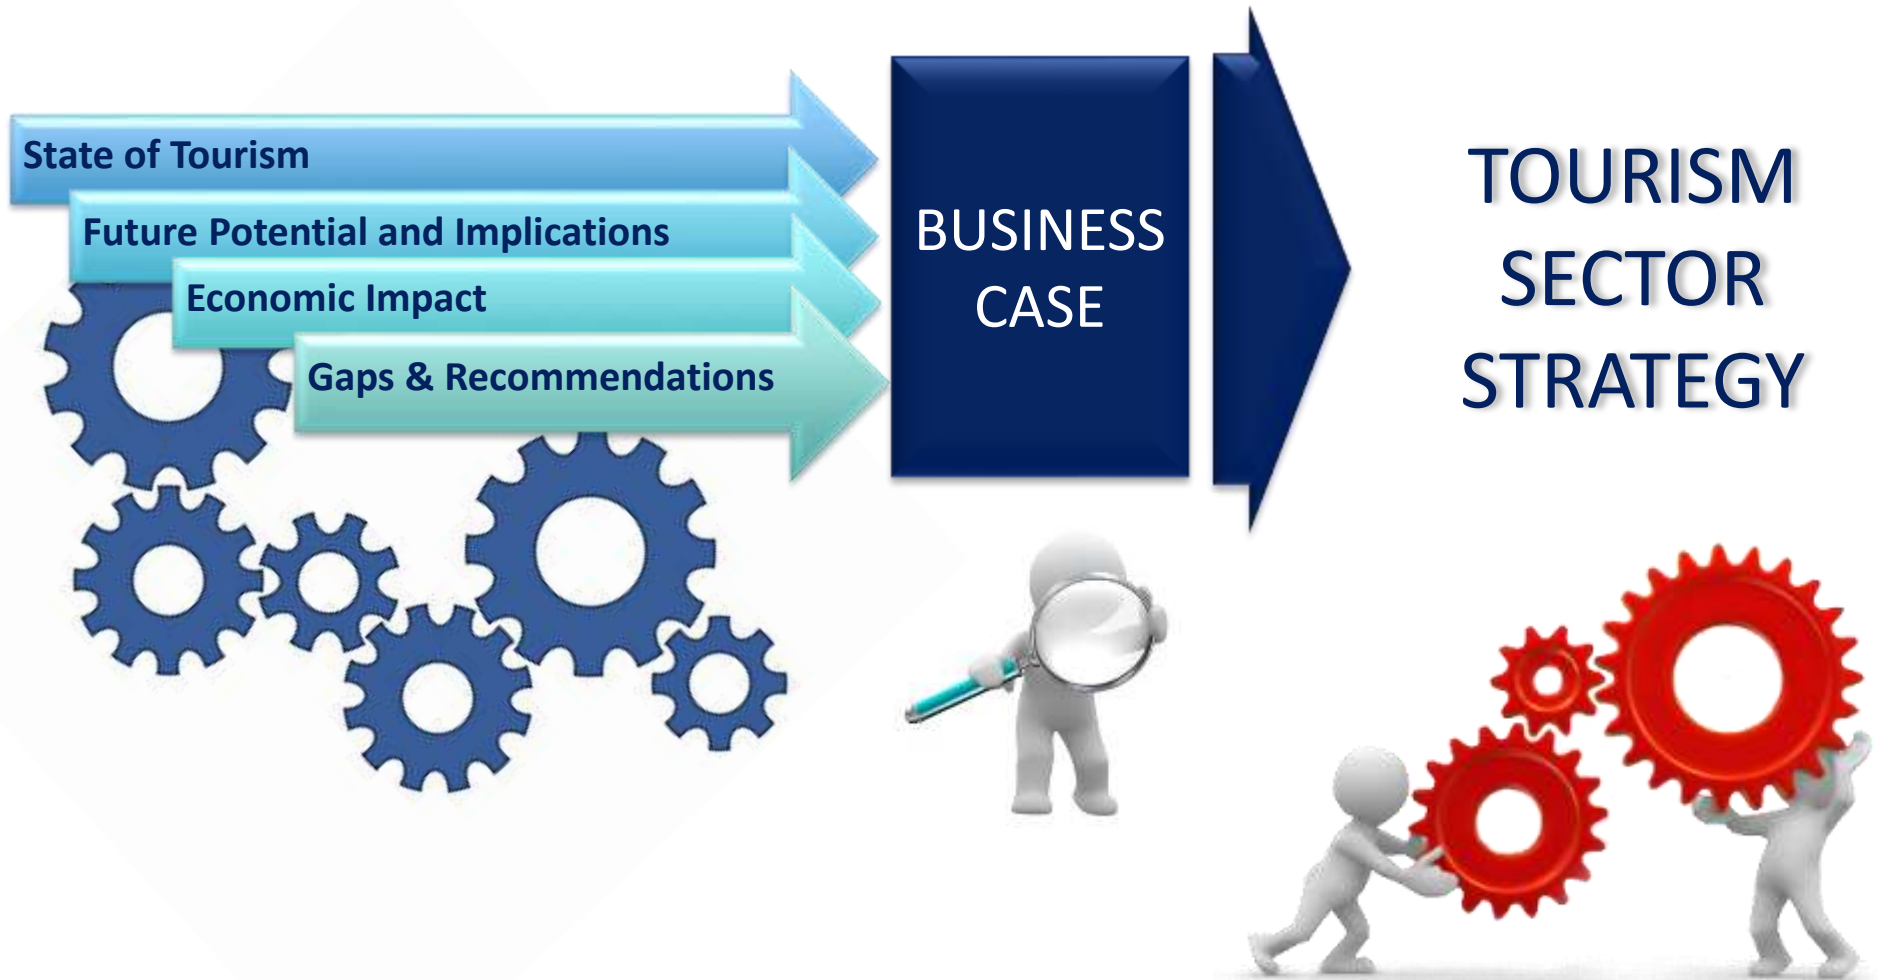 State of Tourism
Future Potential and Implications
Economic Impact
Gaps & Recommendations
BUSINESS
CASE
TOURISM
SECTOR
STRATEGY